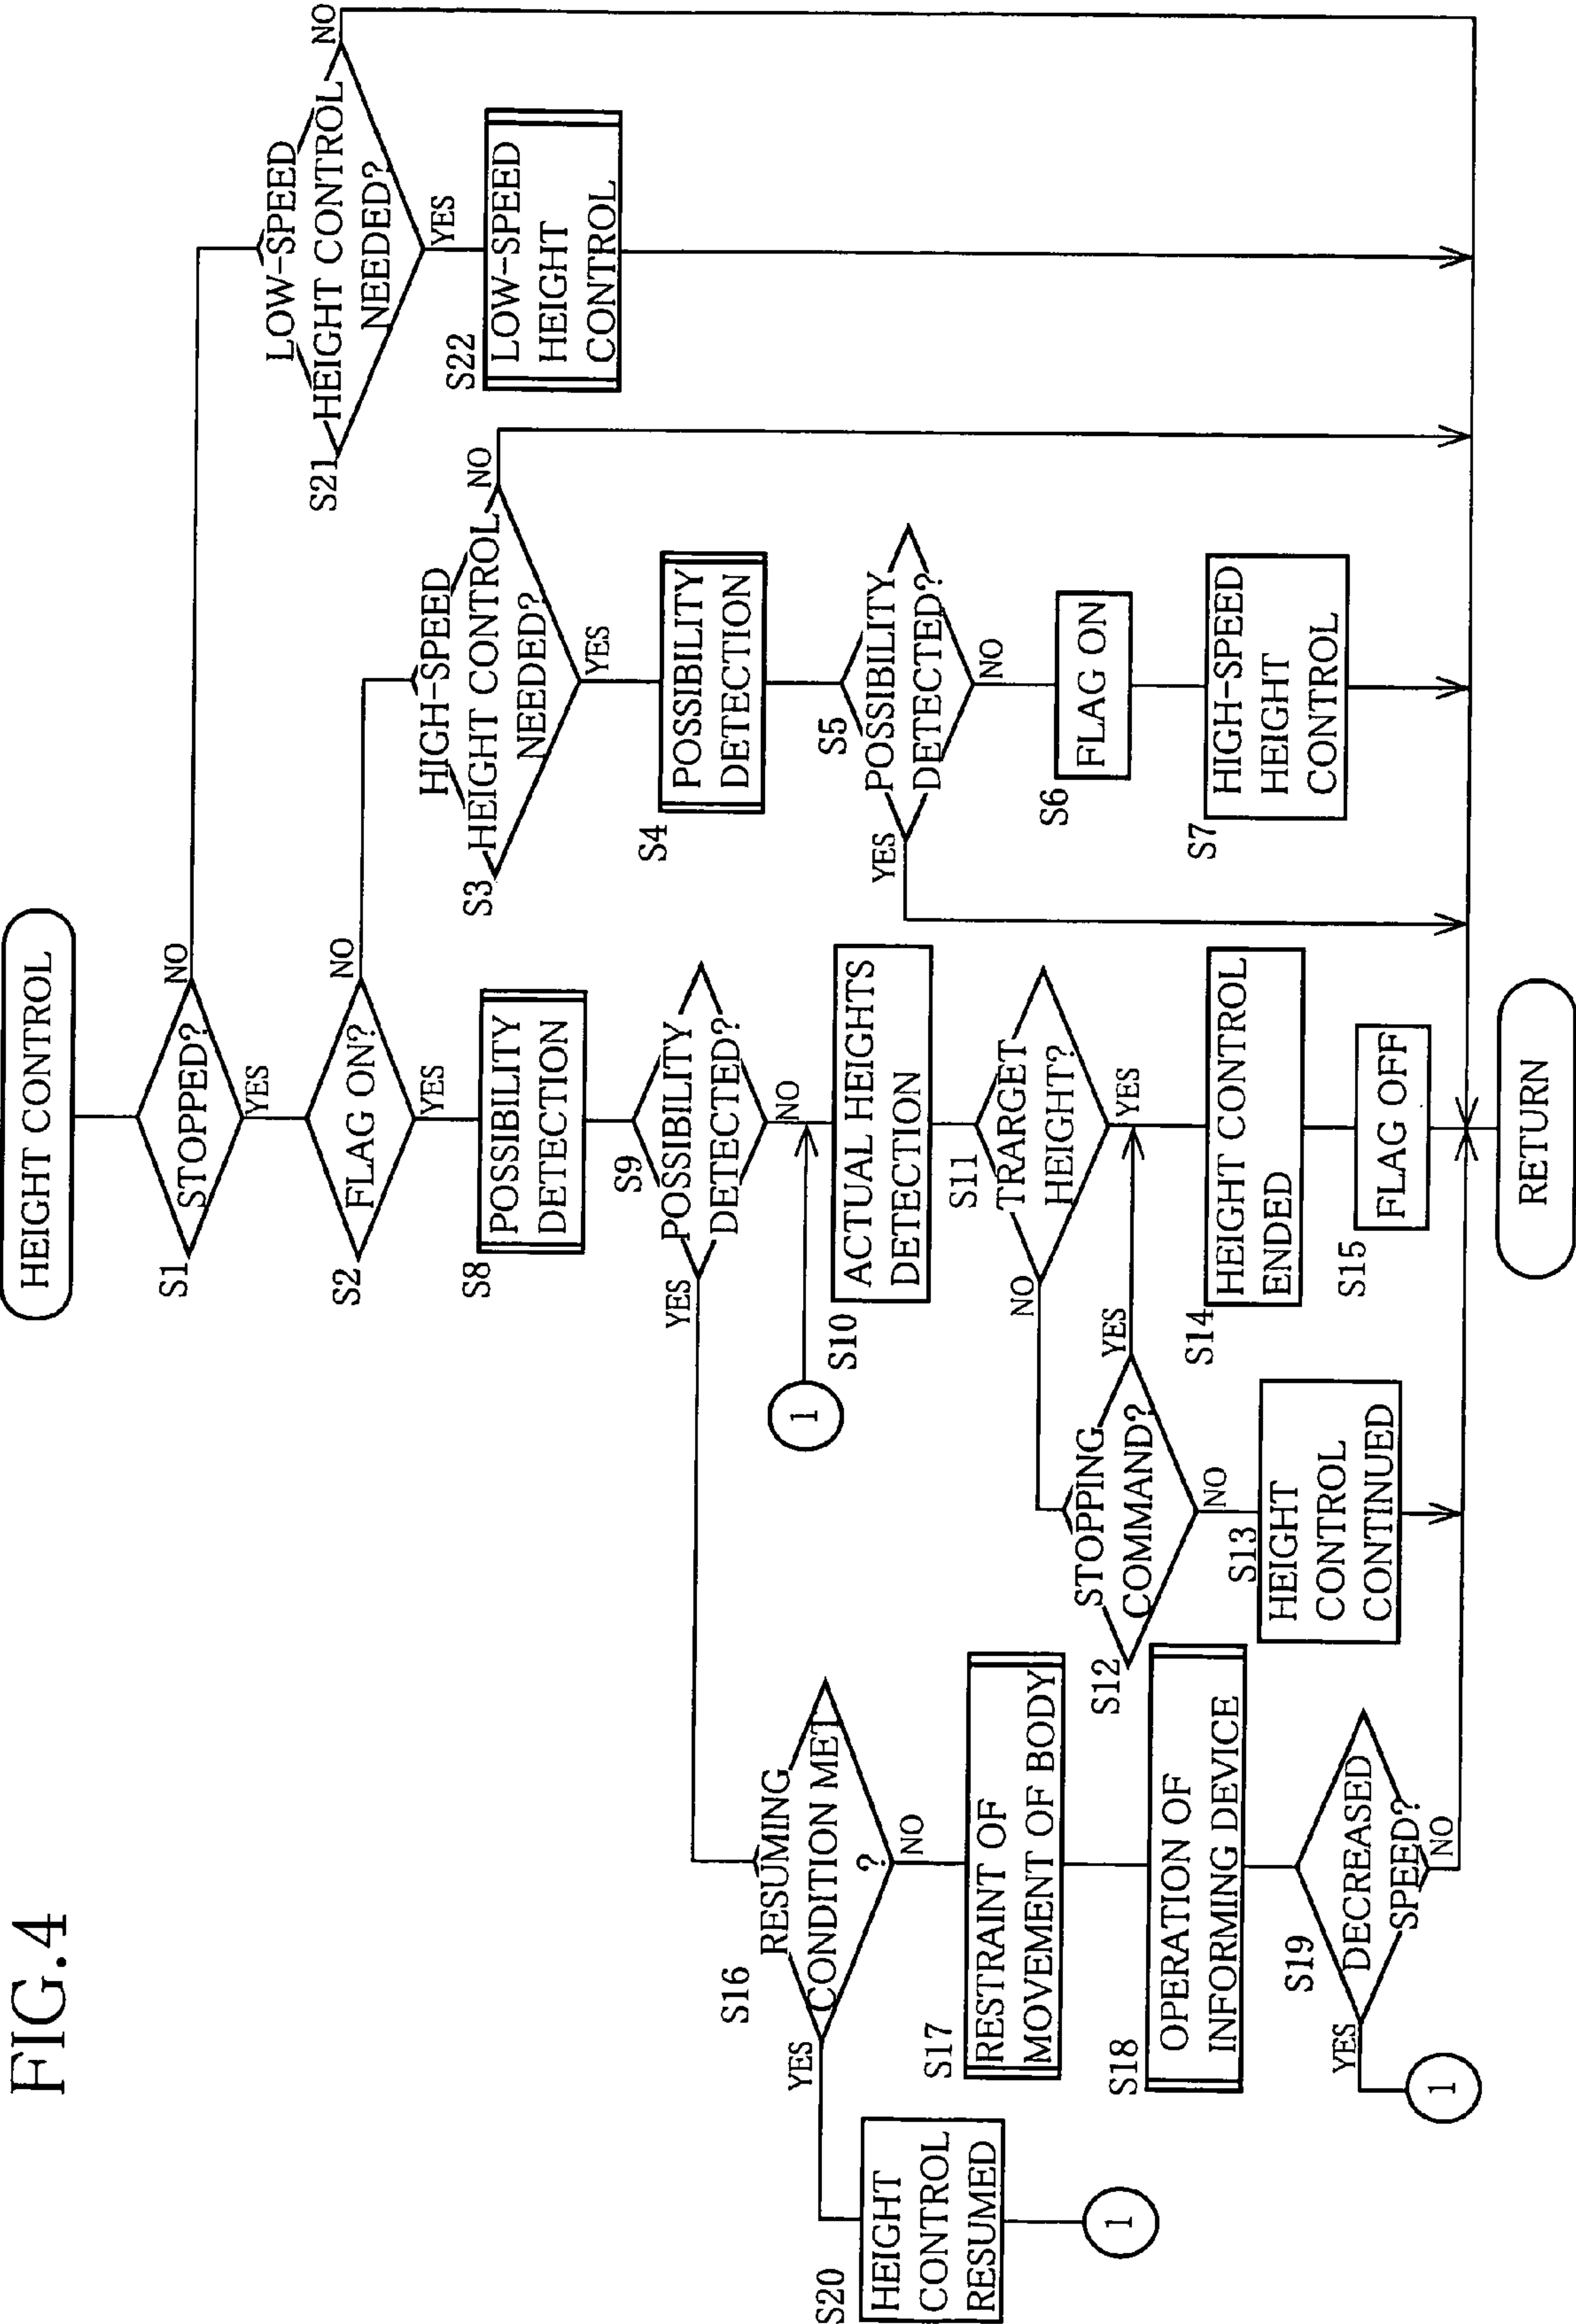 FIG.4
HEIGHT CONTROL
S1
STOPPED?
NO
YES
S2
FLAG ON?
NO
YES
S8
POSSIBILITY
DETECTION
S9
POSSIBILITY
DETECTED?
YES
NO
1
S10
ACTUAL HEIGHTS
DETECTION
S11
TRARGET
HEIGHT?
NO
YES
S12
STOPPING
COMMAND?
YES
NO
S13
HEIGHT
CONTROL
CONTINUED
S14
HEIGHT CONTROL
ENDED
S15
FLAG OFF
RETURN
S16
RESUMING
CONDITION MET
?
YES
NO
S17
RESTRAINT OF
MOVEMENT OF BODY
S18
OPERATION OF
INFORMING DEVICE
S19
DECREASED
SPEED?
YES
NO
1
S20
HEIGHT
CONTROL
RESUMED
1
S3
HIGH-SPEED
HEIGHT CONTROL
NEEDED?
NO
YES
S4
POSSIBILITY
DETECTION
S5
POSSIBILITY
DETECTED?
YES
NO
S6
FLAG ON
S7
HIGH-SPEED
HEIGHT
CONTROL
S21
LOW-SPEED
HEIGHT CONTROL
NEEDED?
NO
YES
S22
LOW-SPEED
HEIGHT
CONTROL